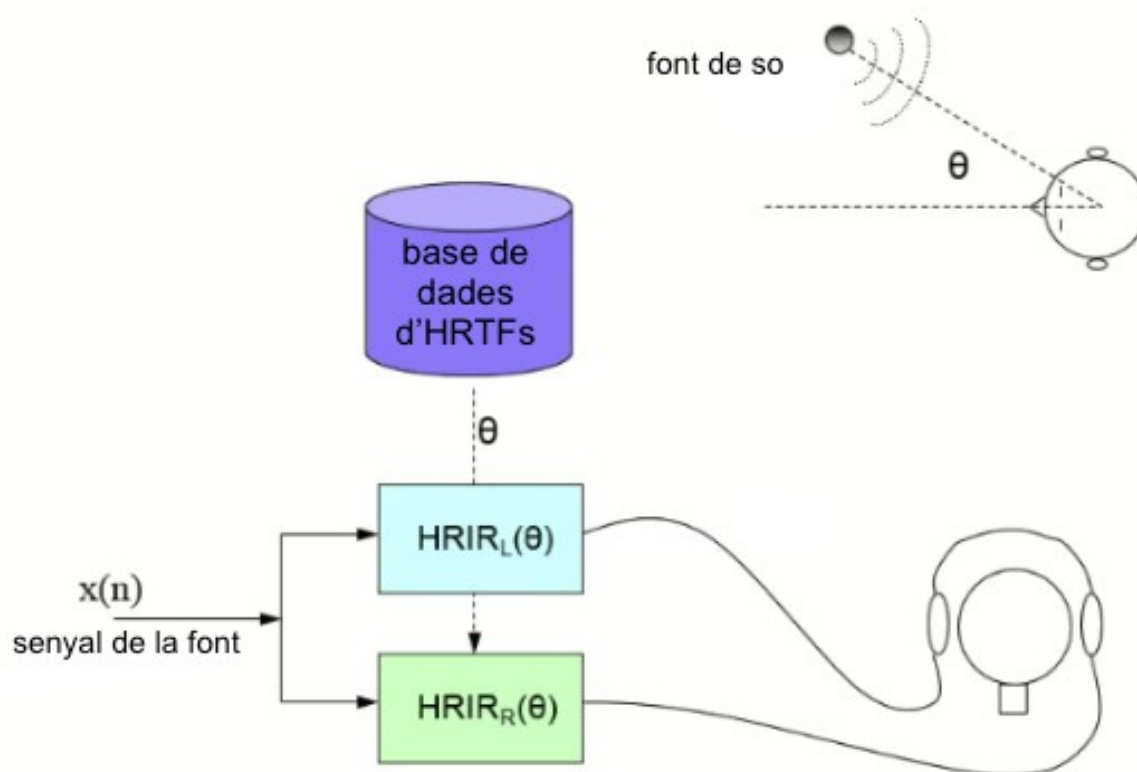 font de so
θ
base de
dades
d'HRTFs
θ
HRIR_L(θ)
x(n)
senyal de la font
HRIR_R(θ)